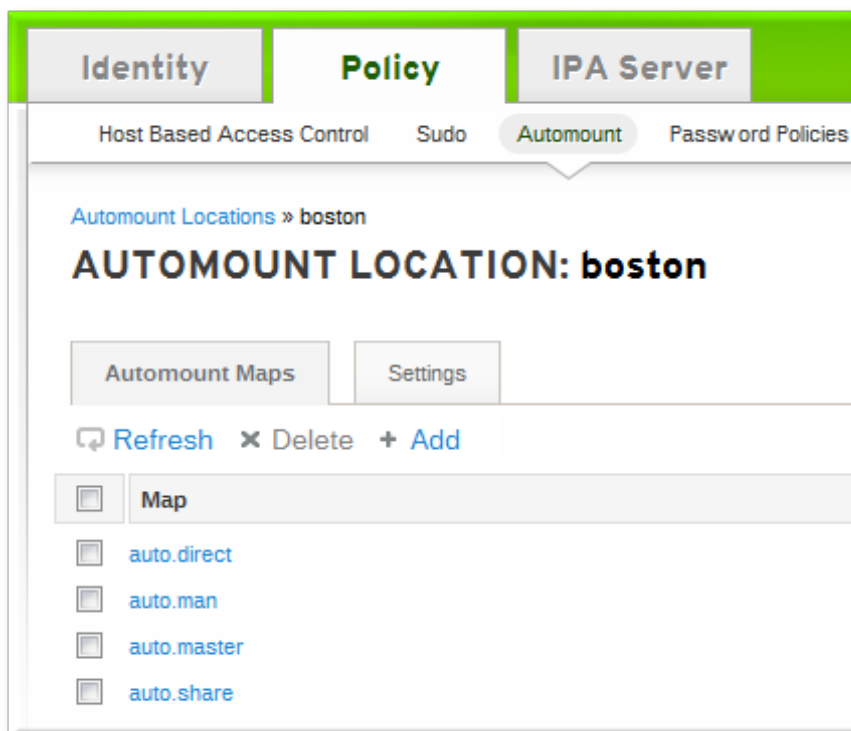 Identity Policy IPA Server
Host Based Access Control Sudo Automount Password Policies
Automount Locations » boston
AUTOMOUNT LOCATION: boston
Automount Maps Settings
Refresh Delete Add
Map
auto.direct
auto.man
auto.master
auto.share